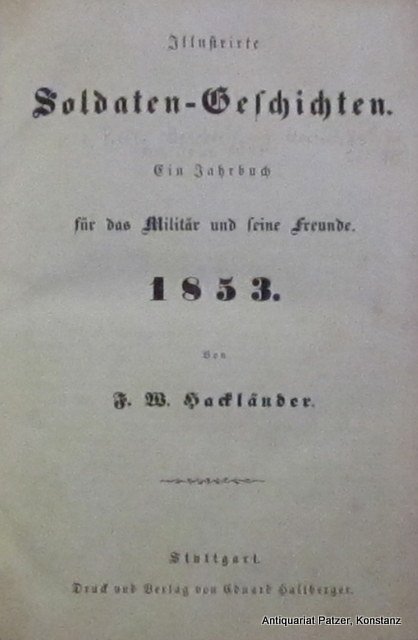 Illustrirte
Soldaten-Geschichten.
Ein Jahrbuch
für das Militär und seine Freunde.
1853.
Von
F. W. Hackländer.
Stuttgart.
Druck und Verlag von Eduard Hallberger.
Antiquariat Patzer, Konstanz